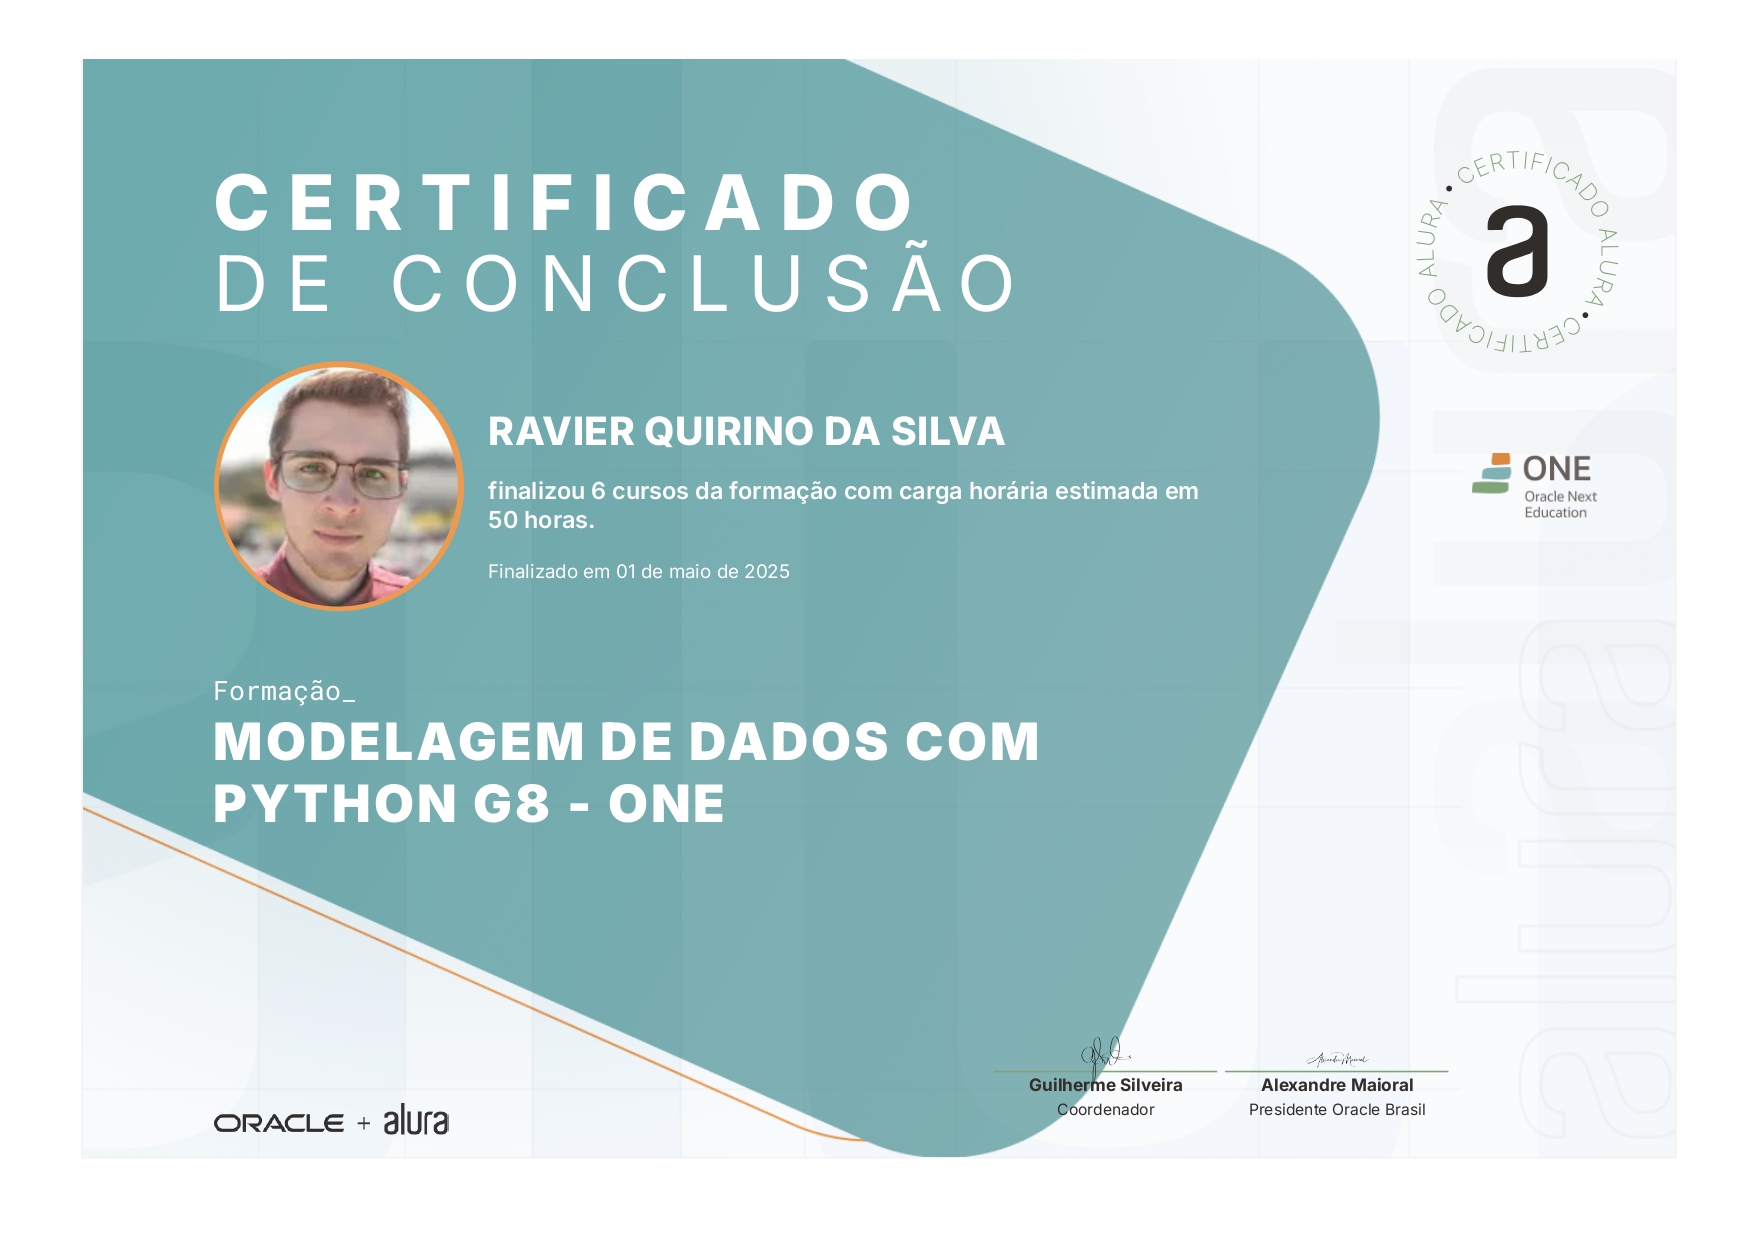 CERTIFICADO
DE CONCLUSÃO
• CERTIFICADO ALURA • CERTIFICADO ALURA
a
RAVIER QUIRINO DA SILVA
finalizou 6 cursos da formação com carga horária estimada em
50 horas.
Finalizado em 01 de maio de 2025
ONE
Oracle Next
Education
Formação_
MODELAGEM DE DADOS COM
PYTHON G8 - ONE
alura
alura
Guilherme Silveira
Coordenador
Alexandre Maioral
Presidente Oracle Brasil
ORACLE + alura